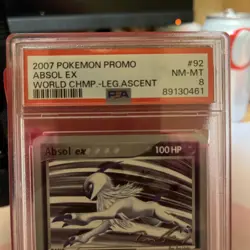 2007 POKEMON PROMO #92
ABSOL EX NM-MT
WORLD CHMP.-LEG ASCENT 8
PSA 89130461
Absol ex 100 HP